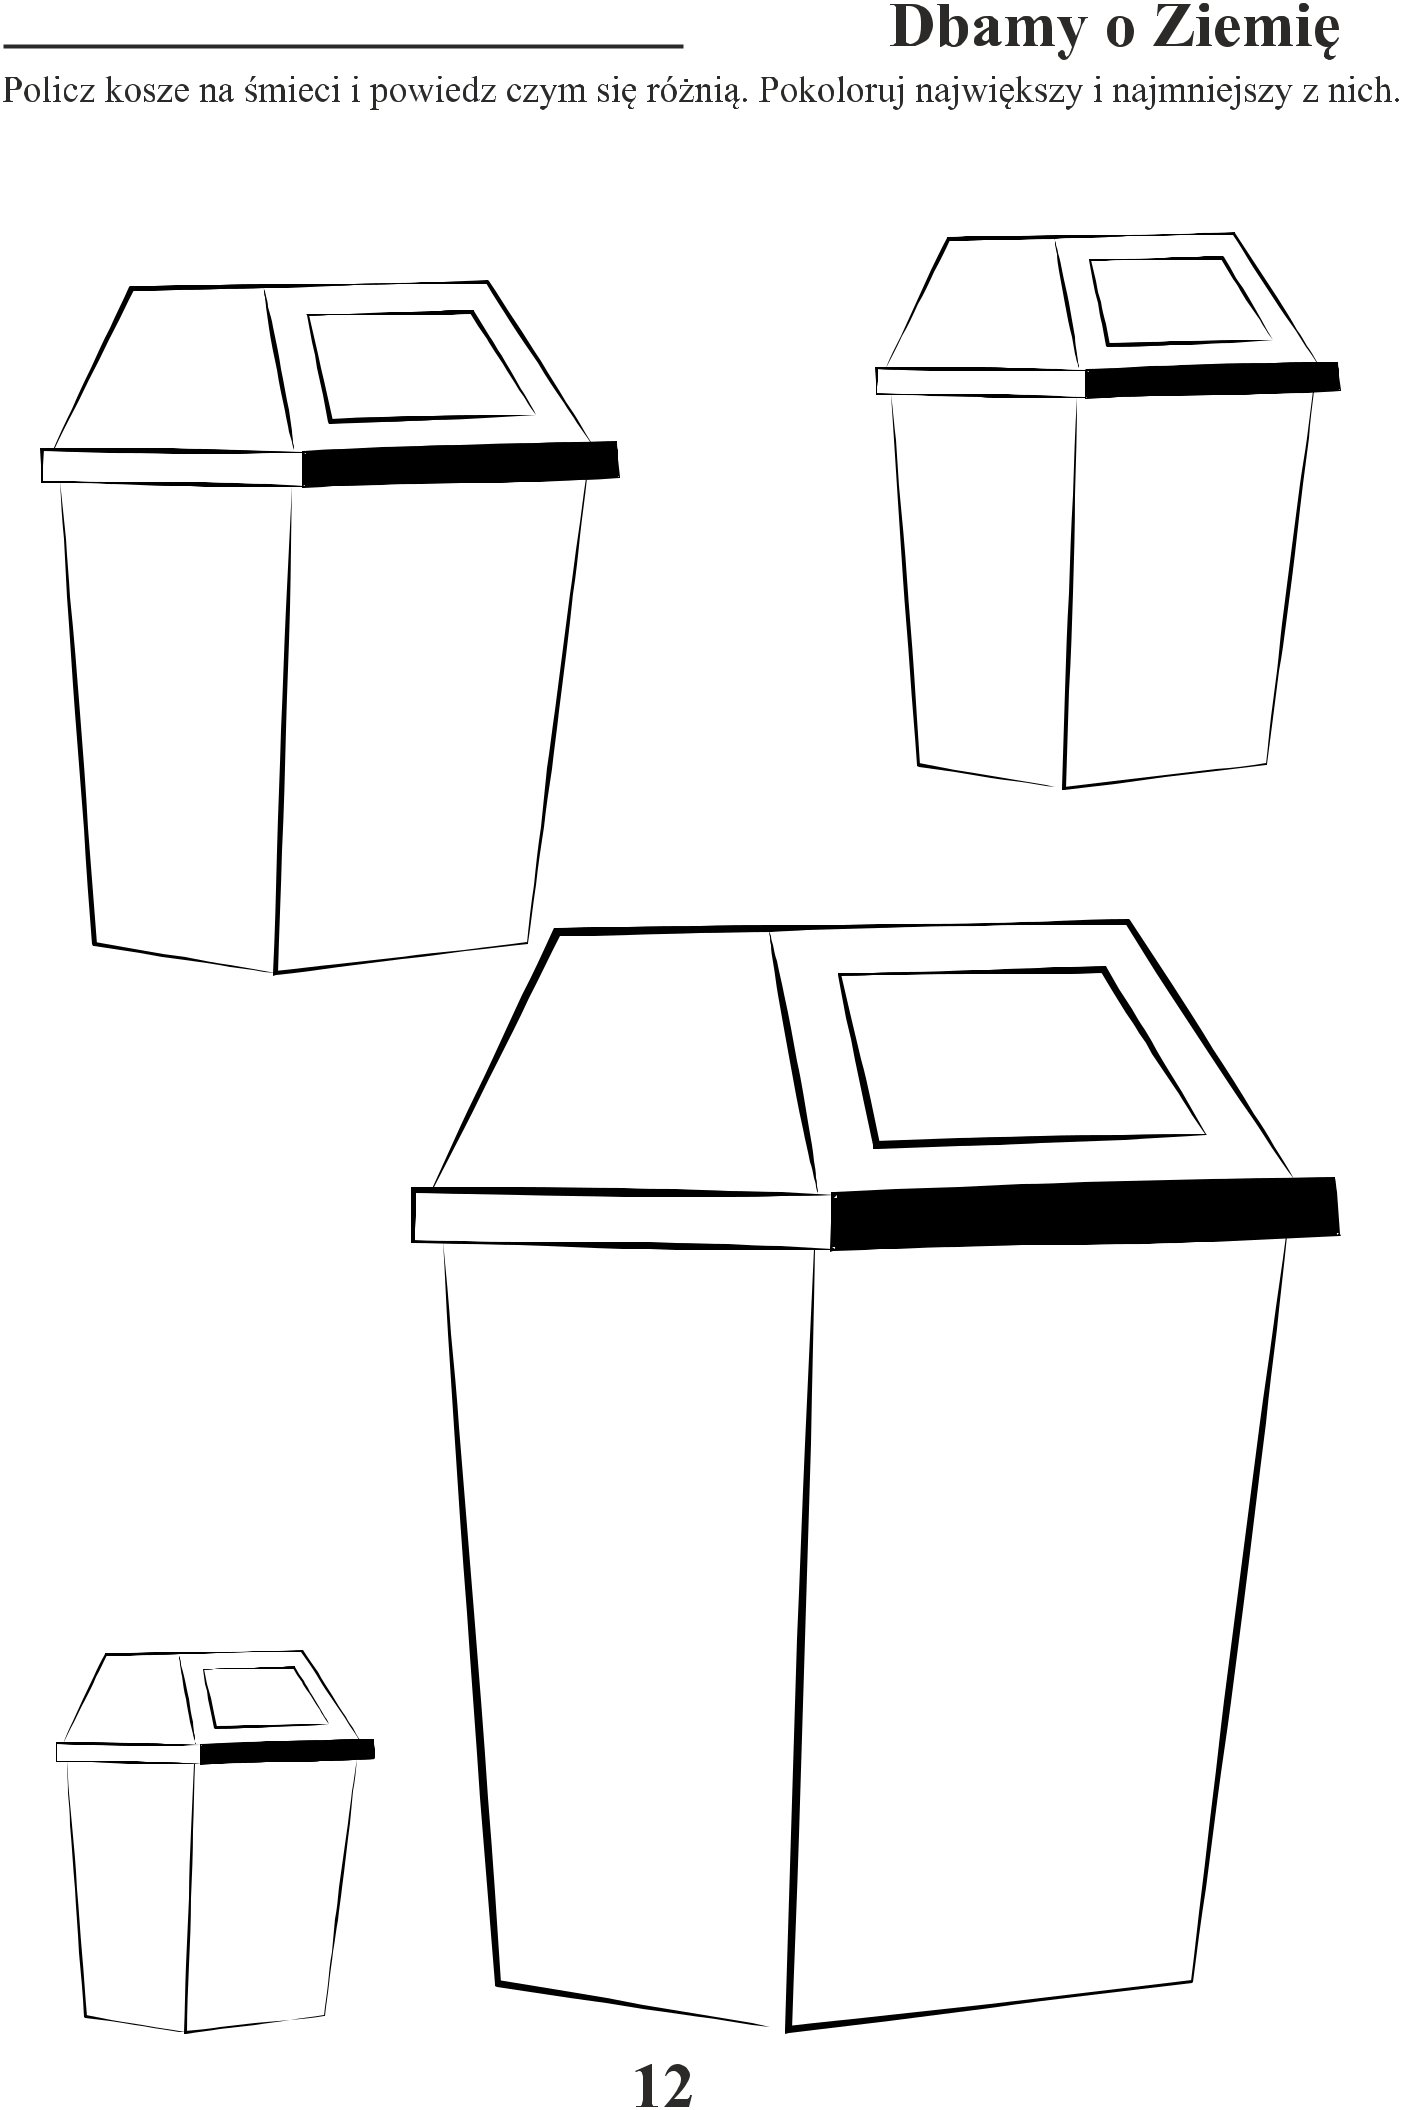 Dbamy o Ziemię
Policz kosze na śmieci i powiedz czym się różnią. Pokoloruj największy i najmniejszy z nich.
12